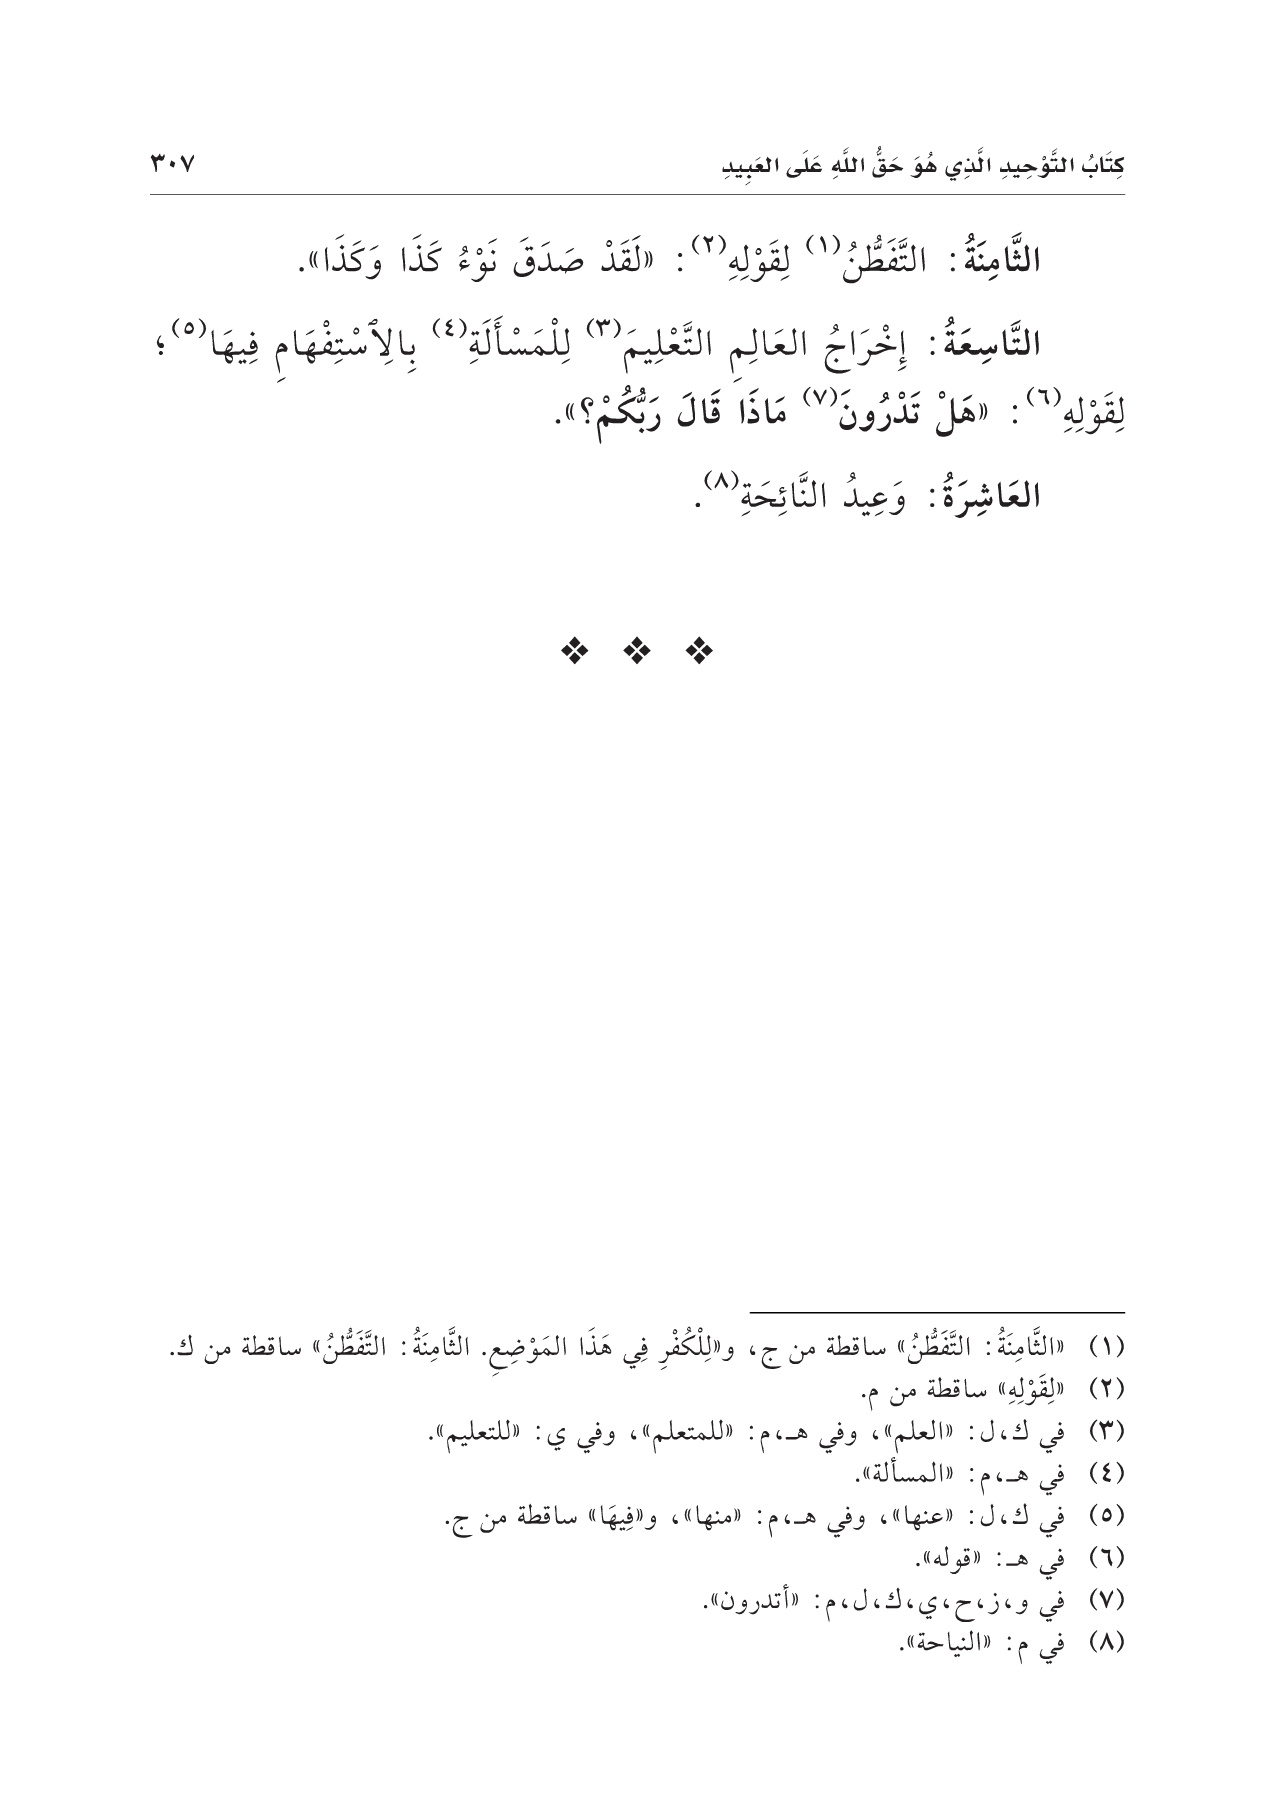 كِتَابُ التَّوْحِيدِ الَّذِي هُوَ حَقُّ اللَّهِ عَلَى العَبِيدِ ٣٠٧
الثَّامِنَةُ: التَّفَطُّنُ(١) لِقَوْلِهِ(٢): «لَقَدْ صَدَقَ نَوْءُ كَذَا وَكَذَا».
التَّاسِعَةُ: إِخْرَاجُ العَالِمِ التَّعْلِيمَ(٣) لِلْمَسْأَلَةِ(٤) بِالِاسْتِفْهَامِ فِيهَا(٥)؛
لِقَوْلِهِ(٦): «هَلْ تَدْرُونَ(٧) مَاذَا قَالَ رَبُّكُمْ؟».
العَاشِرَةُ: وَعِيدُ النَّائِحَةِ(٨).
❖ ❖ ❖
(١) «الثَّامِنَةُ: التَّفَطُّنُ» ساقطة من ج، و«لِلْكُفْرِ فِي هَذَا المَوْضِعِ. الثَّامِنَةُ: التَّفَطُّنُ» ساقطة من ك.
(٢) «لِقَوْلِهِ» ساقطة من م.
(٣) في ك،ل: «العلم»، وفي هـ،م: «للمتعلم»، وفي ي: «للتعليم».
(٤) في هـ،م: «المسألة».
(٥) في ك،ل: «عنها»، وفي هـ،م: «منها»، و«فِيهَا» ساقطة من ج.
(٦) في هـ: «قوله».
(٧) في و،ز،ح،ي،ك،ل،م: «أتدرون».
(٨) في م: «النياحة».